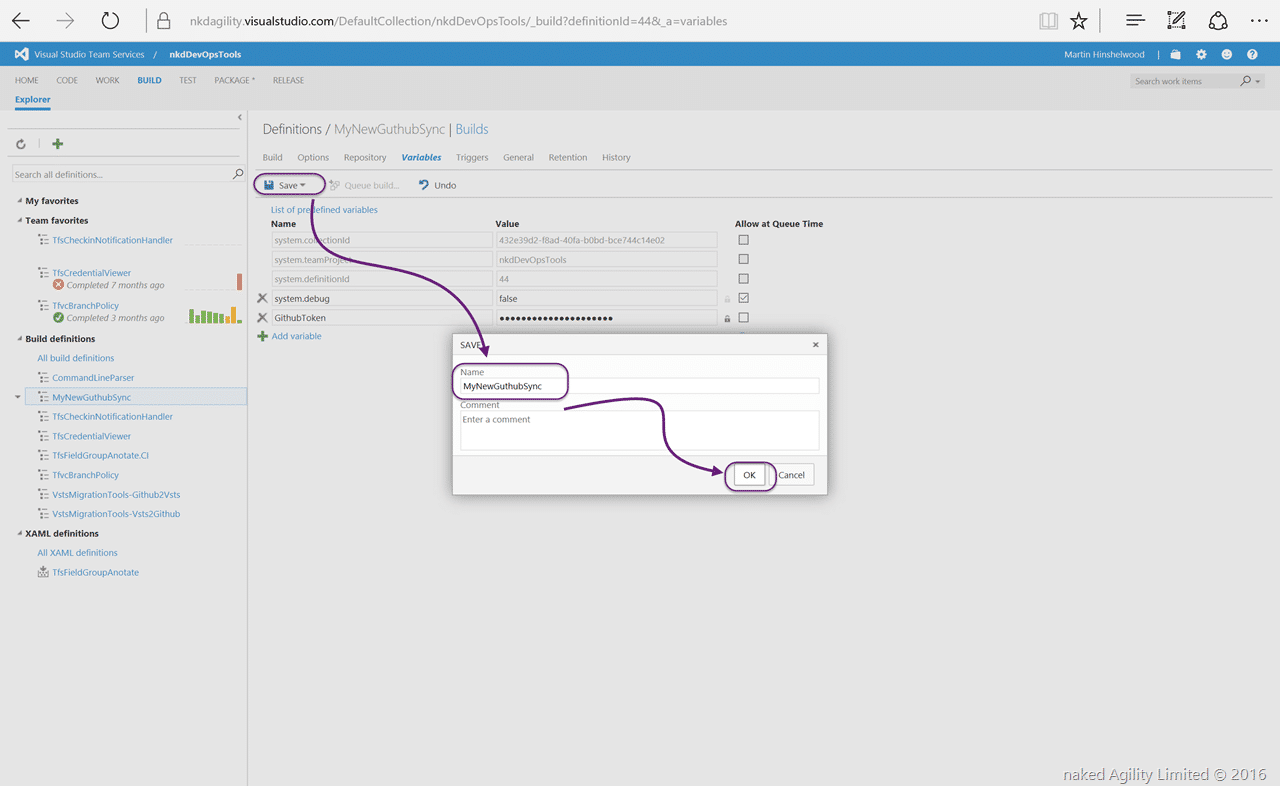 nkdagility.visualstudio.com/DefaultCollection/nkdDevOpsTools/_build?definitionId=44&_a=variables
Visual Studio Team Services / nkdDevOpsTools
Martin Hinshelwood
HOME CODE WORK BUILD TEST PACKAGE* RELEASE
Search work items
Explorer
Search all definitions...
My favorites
Team favorites
TfsCheckinNotificationHandler
TfsCredentialViewer
Completed 7 months ago
TfvcBranchPolicy
Completed 3 months ago
Build definitions
All build definitions
CommandLineParser
MyNewGuthubSync
TfsCheckinNotificationHandler
TfsCredentialViewer
TfsFieldGroupAnotate.CI
TfvcBranchPolicy
VstsMigrationTools-Github2Vsts
VstsMigrationTools-Vsts2Github
XAML definitions
All XAML definitions
TfsFieldGroupAnotate
Definitions / MyNewGuthubSync | Builds
Build Options Repository Variables Triggers General Retention History
Save Queue build... Undo
List of predefined variables
Name Value Allow at Queue Time
system.collectionId 432e39d2-f8ad-40fa-b0bd-bce744c14e02
system.teamProject nkdDevOpsTools
system.definitionId 44
system.debug false
GithubToken ●●●●●●●●●●●●●●●●●●●●●
Add variable
SAVE
Name
MyNewGuthubSync
Comment
Enter a comment
OK Cancel
naked Agility Limited © 2016